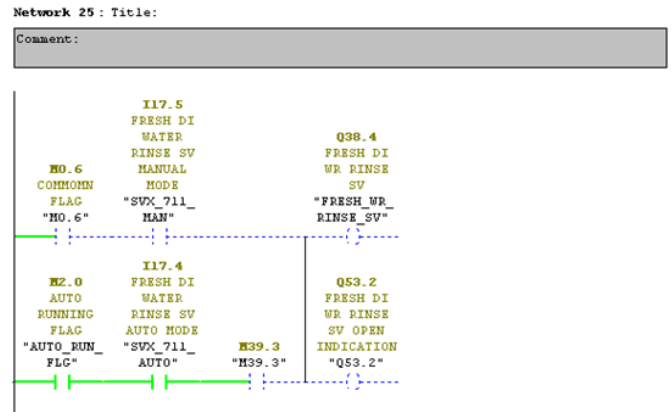 Network 25 : Title:
Comment:
I17.5
FRESH DI
WATER
RINSE SV
MANUAL
MODE
"SVX_711_
MAN"
M0.6
COMMOMN
FLAG
"M0.6"
Q38.4
FRESH DI
WR RINSE
SV
"FRESH_WR_
RINSE_SV"
I17.4
FRESH DI
WATER
RINSE SV
AUTO MODE
"SVX_711_
AUTO"
M2.0
AUTO
RUNNING
FLAG
"AUTO_RUN_
FLG"
M39.3
"M39.3"
Q53.2
FRESH DI
WR RINSE
SV OPEN
INDICATION
"Q53.2"